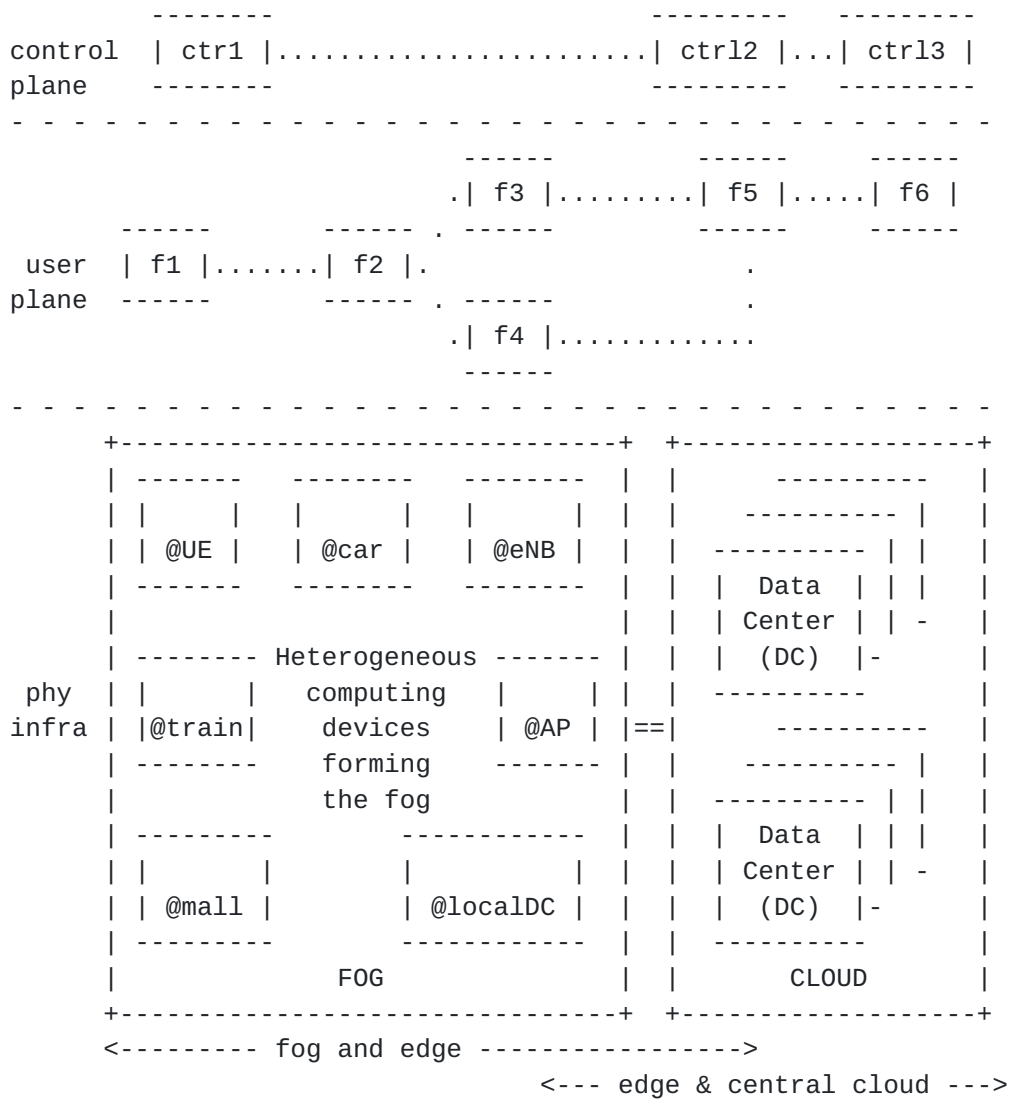 control | ctr1 |........................| ctrl2 |...| ctrl3 |
plane
.| f3 |.........| f5 |.....| f6 |
user | f1 |.......| f2 |.
plane
.| f4 |.............
@UE @car @eNB
Data
Center
Heterogeneous (DC)
phy computing
infra @train devices @AP ==
forming
the fog
Data
Center
@mall @localDC (DC)
FOG CLOUD
<--------- fog and edge ----------------->
<--- edge & central cloud --->